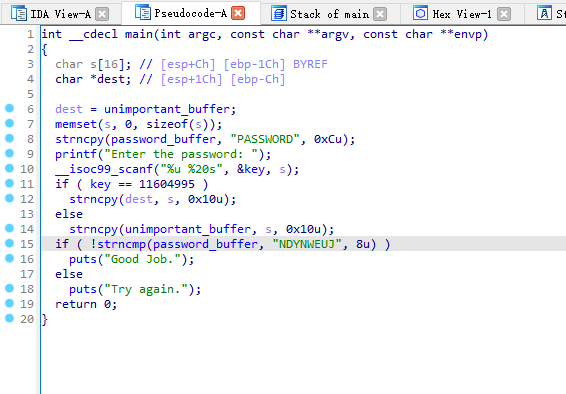 IDA View-A Pseudocode-A Stack of main Hex View-1 A St
1 int __cdecl main(int argc, const char **argv, const char **envp)
2 {
3 char s[16]; // [esp+Ch] [ebp-1Ch] BYREF
4 char *dest; // [esp+1Ch] [ebp-Ch]
5
6 dest = unimportant_buffer;
7 memset(s, 0, sizeof(s));
8 strncpy(password_buffer, "PASSWORD", 0xCu);
9 printf("Enter the password: ");
10 __isoc99_scanf("%u %20s", &key, s);
11 if ( key == 11604995 )
12 strncpy(dest, s, 0x10u);
13 else
14 strncpy(unimportant_buffer, s, 0x10u);
15 if ( !strncmp(password_buffer, "NDYNWEUJ", 8u) )
16 puts("Good Job.");
17 else
18 puts("Try again.");
19 return 0;
20 }